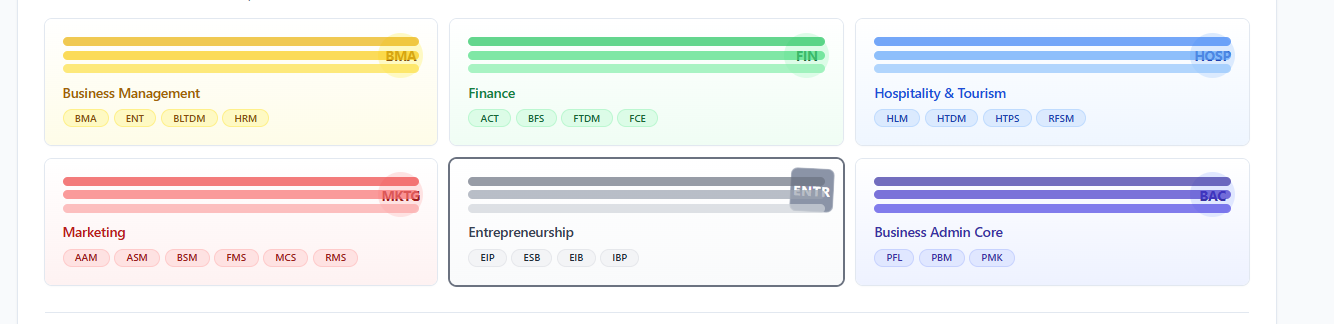 BMA
Business Management
BMA ENT BLTDM HRM
FIN
Finance
ACT BFS FTDM FCE
HOSP
Hospitality & Tourism
HLM HTDM HTPS RFSM
MKTG
Marketing
AAM ASM BSM FMS MCS RMS
ENTR
Entrepreneurship
EIP ESB EIB IBP
BAC
Business Admin Core
PFL PBM PMK